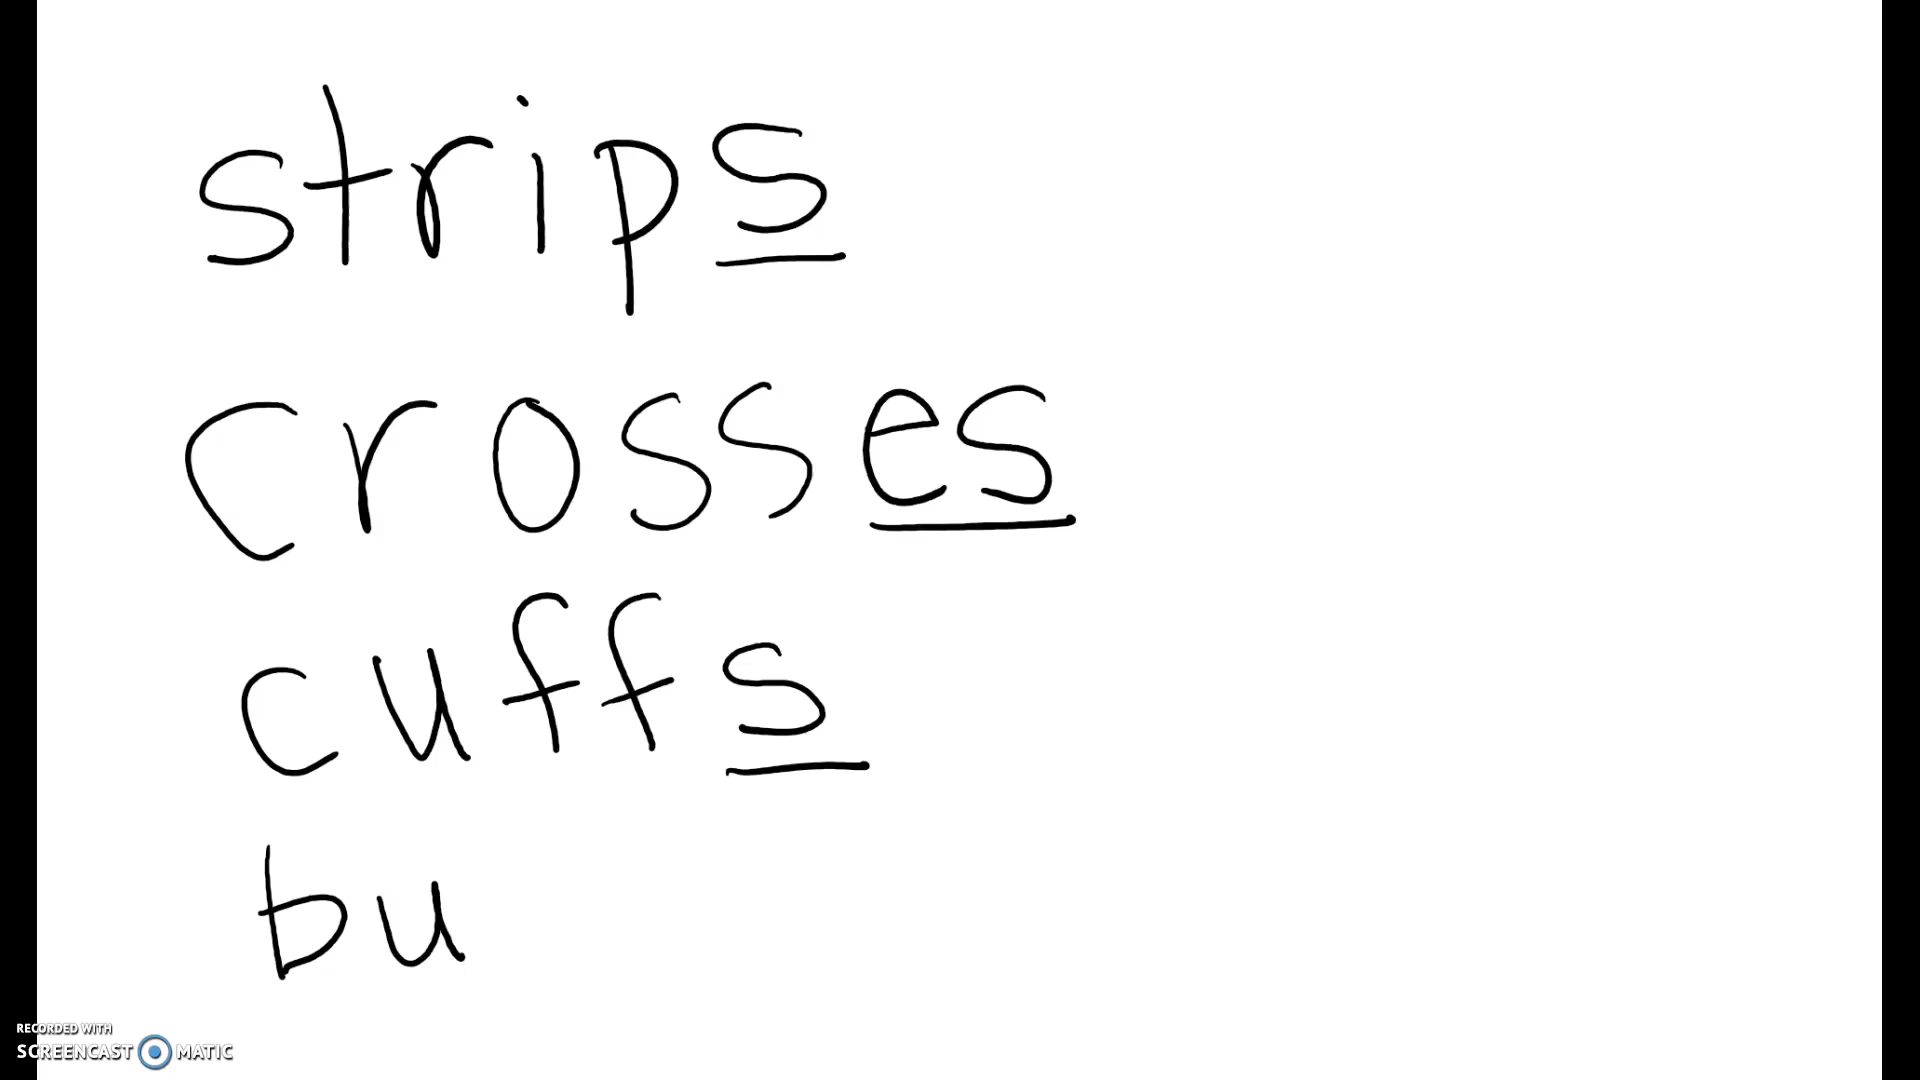 strips
crosses
cuffs
bu
RECORDED WITH
SCREENCAST MATIC